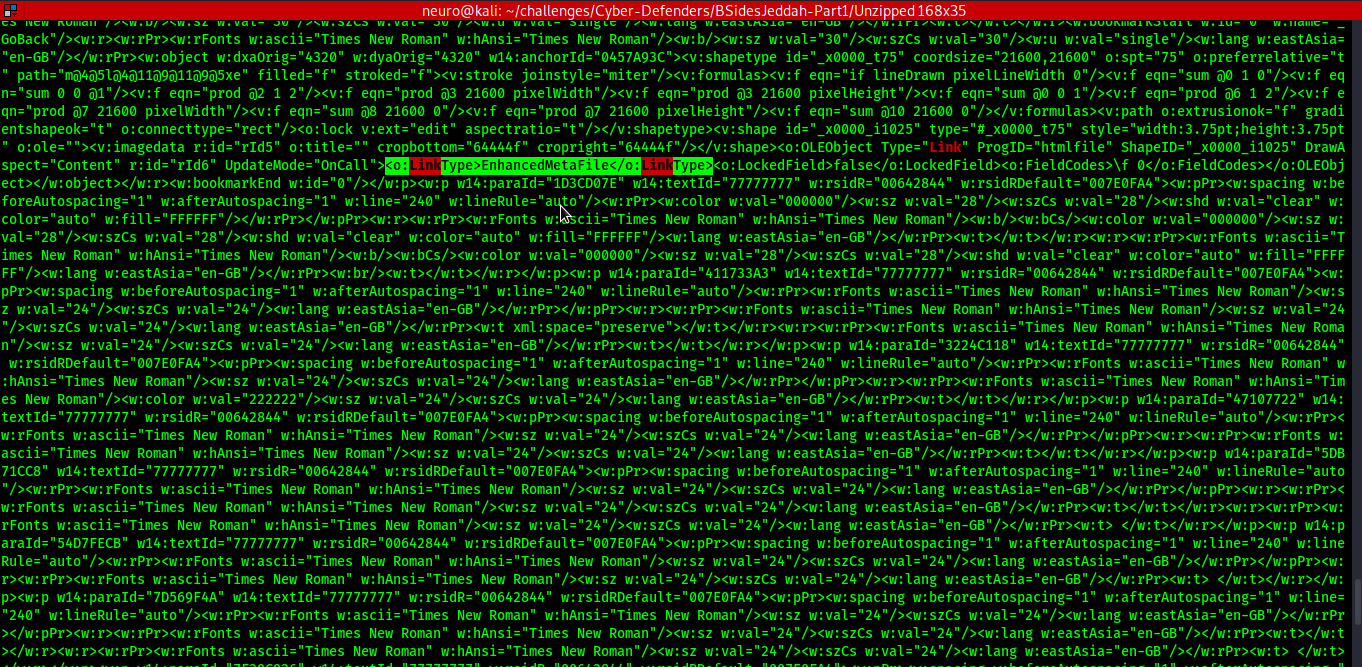 neuro@kali: ~/challenges/Cyber-Defenders/BSidesJeddah-Part1/Unzipped 168x35
GoBack"/><w:r><w:rPr><w:rFonts w:ascii="Times New Roman" w:hAnsi="Times New Roman"/><w:b/><w:sz w:val="30"/><w:szCs w:val="30"/><w:u w:val="single"/><w:lang w:eastAsia=
"en-GB"/></w:rPr><w:object w:dxaOrig="4320" w:dyaOrig="4320" w14:anchorId="0457A93C"><v:shapetype id="_x0000_t75" coordsize="21600,21600" o:spt="75" o:preferrelative="t
" path="m@4@5l@4@11@9@11@9@5xe" filled="f" stroked="f"><v:stroke joinstyle="miter"/><v:formulas><v:f eqn="if lineDrawn pixelLineWidth 0"/><v:f eqn="sum @0 1 0"/><v:f eq
n="sum 0 0 @1"/><v:f eqn="prod @2 1 2"/><v:f eqn="prod @3 21600 pixelWidth"/><v:f eqn="prod @3 21600 pixelHeight"/><v:f eqn="sum @0 0 1"/><v:f eqn="prod @6 1 2"/><v:f e
qn="prod @7 21600 pixelWidth"/><v:f eqn="sum @8 21600 0"/><v:f eqn="prod @7 21600 pixelHeight"/><v:f eqn="sum @10 21600 0"/></v:formulas><v:path o:extrusionok="f" gradi
entshapeok="t" o:connecttype="rect"/><o:lock v:ext="edit" aspectratio="t"/></v:shapetype><v:shape id="_x0000_i1025" type="#_x0000_t75" style="width:3.75pt;height:3.75pt
" o:ole=""><v:imagedata r:id="rId5" o:title="" cropbottom="64444f" cropright="64444f"/></v:shape><o:OLEObject Type="Link" ProgID="htmlfile" ShapeID="_x0000_i1025" DrawA
spect="Content" r:id="rId6" UpdateMode="OnCall"><o:LinkType>EnhancedMetaFile</o:LinkType><o:LockedField>false</o:LockedField><o:FieldCodes>\f 0</o:FieldCodes></o:OLEObj
ect></w:object></w:r><w:bookmarkEnd w:id="0"/></w:p><w:p w14:paraId="1D3CD07E" w14:textId="77777777" w:rsidR="00642844" w:rsidRDefault="007E0FA4"><w:pPr><w:spacing w:be
foreAutospacing="1" w:afterAutospacing="1" w:line="240" w:lineRule="auto"/><w:rPr><w:color w:val="000000"/><w:sz w:val="28"/><w:szCs w:val="28"/><w:shd w:val="clear" w:
color="auto" w:fill="FFFFFF"/></w:rPr></w:pPr><w:r><w:rPr><w:rFonts w:ascii="Times New Roman" w:hAnsi="Times New Roman"/><w:b/><w:bCs/><w:color w:val="000000"/><w:sz w:
val="28"/><w:szCs w:val="28"/><w:shd w:val="clear" w:color="auto" w:fill="FFFFFF"/><w:lang w:eastAsia="en-GB"/></w:rPr><w:t></w:t></w:r><w:r><w:rPr><w:rFonts w:ascii="T
imes New Roman" w:hAnsi="Times New Roman"/><w:b/><w:bCs/><w:color w:val="000000"/><w:sz w:val="28"/><w:szCs w:val="28"/><w:shd w:val="clear" w:color="auto" w:fill="FFFF
FF"/><w:lang w:eastAsia="en-GB"/></w:rPr><w:br/><w:t></w:t></w:r></w:p><w:p w14:paraId="411733A3" w14:textId="77777777" w:rsidR="00642844" w:rsidRDefault="007E0FA4"><w:
pPr><w:spacing w:beforeAutospacing="1" w:afterAutospacing="1" w:line="240" w:lineRule="auto"/><w:rPr><w:rFonts w:ascii="Times New Roman" w:hAnsi="Times New Roman"/><w:s
z w:val="24"/><w:szCs w:val="24"/><w:lang w:eastAsia="en-GB"/></w:rPr></w:pPr><w:r><w:rPr><w:rFonts w:ascii="Times New Roman" w:hAnsi="Times New Roman"/><w:sz w:val="24
"/><w:szCs w:val="24"/><w:lang w:eastAsia="en-GB"/></w:rPr><w:t xml:space="preserve"></w:t></w:r><w:r><w:rPr><w:rFonts w:ascii="Times New Roman" w:hAnsi="Times New Roma
n"/><w:sz w:val="24"/><w:szCs w:val="24"/><w:lang w:eastAsia="en-GB"/></w:rPr><w:t></w:t></w:r></w:p><w:p w14:paraId="3224C118" w14:textId="77777777" w:rsidR="00642844"
w:rsidRDefault="007E0FA4"><w:pPr><w:spacing w:beforeAutospacing="1" w:afterAutospacing="1" w:line="240" w:lineRule="auto"/><w:rPr><w:rFonts w:ascii="Times New Roman" w
:hAnsi="Times New Roman"/><w:sz w:val="24"/><w:szCs w:val="24"/><w:lang w:eastAsia="en-GB"/></w:rPr></w:pPr><w:r><w:rPr><w:rFonts w:ascii="Times New Roman" w:hAnsi="Tim
es New Roman"/><w:color w:val="222222"/><w:sz w:val="24"/><w:szCs w:val="24"/><w:lang w:eastAsia="en-GB"/></w:rPr><w:t></w:t></w:r></w:p><w:p w14:paraId="47107722" w14:
textId="77777777" w:rsidR="00642844" w:rsidRDefault="007E0FA4"><w:pPr><w:spacing w:beforeAutospacing="1" w:afterAutospacing="1" w:line="240" w:lineRule="auto"/><w:rPr><
w:rFonts w:ascii="Times New Roman" w:hAnsi="Times New Roman"/><w:sz w:val="24"/><w:szCs w:val="24"/><w:lang w:eastAsia="en-GB"/></w:rPr></w:pPr><w:r><w:rPr><w:rFonts w:
ascii="Times New Roman" w:hAnsi="Times New Roman"/><w:sz w:val="24"/><w:szCs w:val="24"/><w:lang w:eastAsia="en-GB"/></w:rPr><w:t></w:t></w:r></w:p><w:p w14:paraId="5DB
71CC8" w14:textId="77777777" w:rsidR="00642844" w:rsidRDefault="007E0FA4"><w:pPr><w:spacing w:beforeAutospacing="1" w:afterAutospacing="1" w:line="240" w:lineRule="auto
"/><w:rPr><w:rFonts w:ascii="Times New Roman" w:hAnsi="Times New Roman"/><w:sz w:val="24"/><w:szCs w:val="24"/><w:lang w:eastAsia="en-GB"/></w:rPr></w:pPr><w:r><w:rPr><
w:rFonts w:ascii="Times New Roman" w:hAnsi="Times New Roman"/><w:sz w:val="24"/><w:szCs w:val="24"/><w:lang w:eastAsia="en-GB"/></w:rPr><w:t></w:t></w:r><w:r><w:rPr><w:
rFonts w:ascii="Times New Roman" w:hAnsi="Times New Roman"/><w:sz w:val="24"/><w:szCs w:val="24"/><w:lang w:eastAsia="en-GB"/></w:rPr><w:t> </w:t></w:r></w:p><w:p w14:p
araId="54D7FECB" w14:textId="77777777" w:rsidR="00642844" w:rsidRDefault="007E0FA4"><w:pPr><w:spacing w:beforeAutospacing="1" w:afterAutospacing="1" w:line="240" w:line
Rule="auto"/><w:rPr><w:rFonts w:ascii="Times New Roman" w:hAnsi="Times New Roman"/><w:sz w:val="24"/><w:szCs w:val="24"/><w:lang w:eastAsia="en-GB"/></w:rPr></w:pPr><w:
r><w:rPr><w:rFonts w:ascii="Times New Roman" w:hAnsi="Times New Roman"/><w:sz w:val="24"/><w:szCs w:val="24"/><w:lang w:eastAsia="en-GB"/></w:rPr><w:t> </w:t></w:r></w:
p><w:p w14:paraId="7D569F4A" w14:textId="77777777" w:rsidR="00642844" w:rsidRDefault="007E0FA4"><w:pPr><w:spacing w:beforeAutospacing="1" w:afterAutospacing="1" w:line=
"240" w:lineRule="auto"/><w:rPr><w:rFonts w:ascii="Times New Roman" w:hAnsi="Times New Roman"/><w:sz w:val="24"/><w:szCs w:val="24"/><w:lang w:eastAsia="en-GB"/></w:rPr
></w:pPr><w:r><w:rPr><w:rFonts w:ascii="Times New Roman" w:hAnsi="Times New Roman"/><w:sz w:val="24"/><w:szCs w:val="24"/><w:lang w:eastAsia="en-GB"/></w:rPr><w:t></w:t
></w:r><w:r><w:rPr><w:rFonts w:ascii="Times New Roman" w:hAnsi="Times New Roman"/><w:sz w:val="24"/><w:szCs w:val="24"/><w:lang w:eastAsia="en-GB"/></w:rPr><w:t> </w:t>